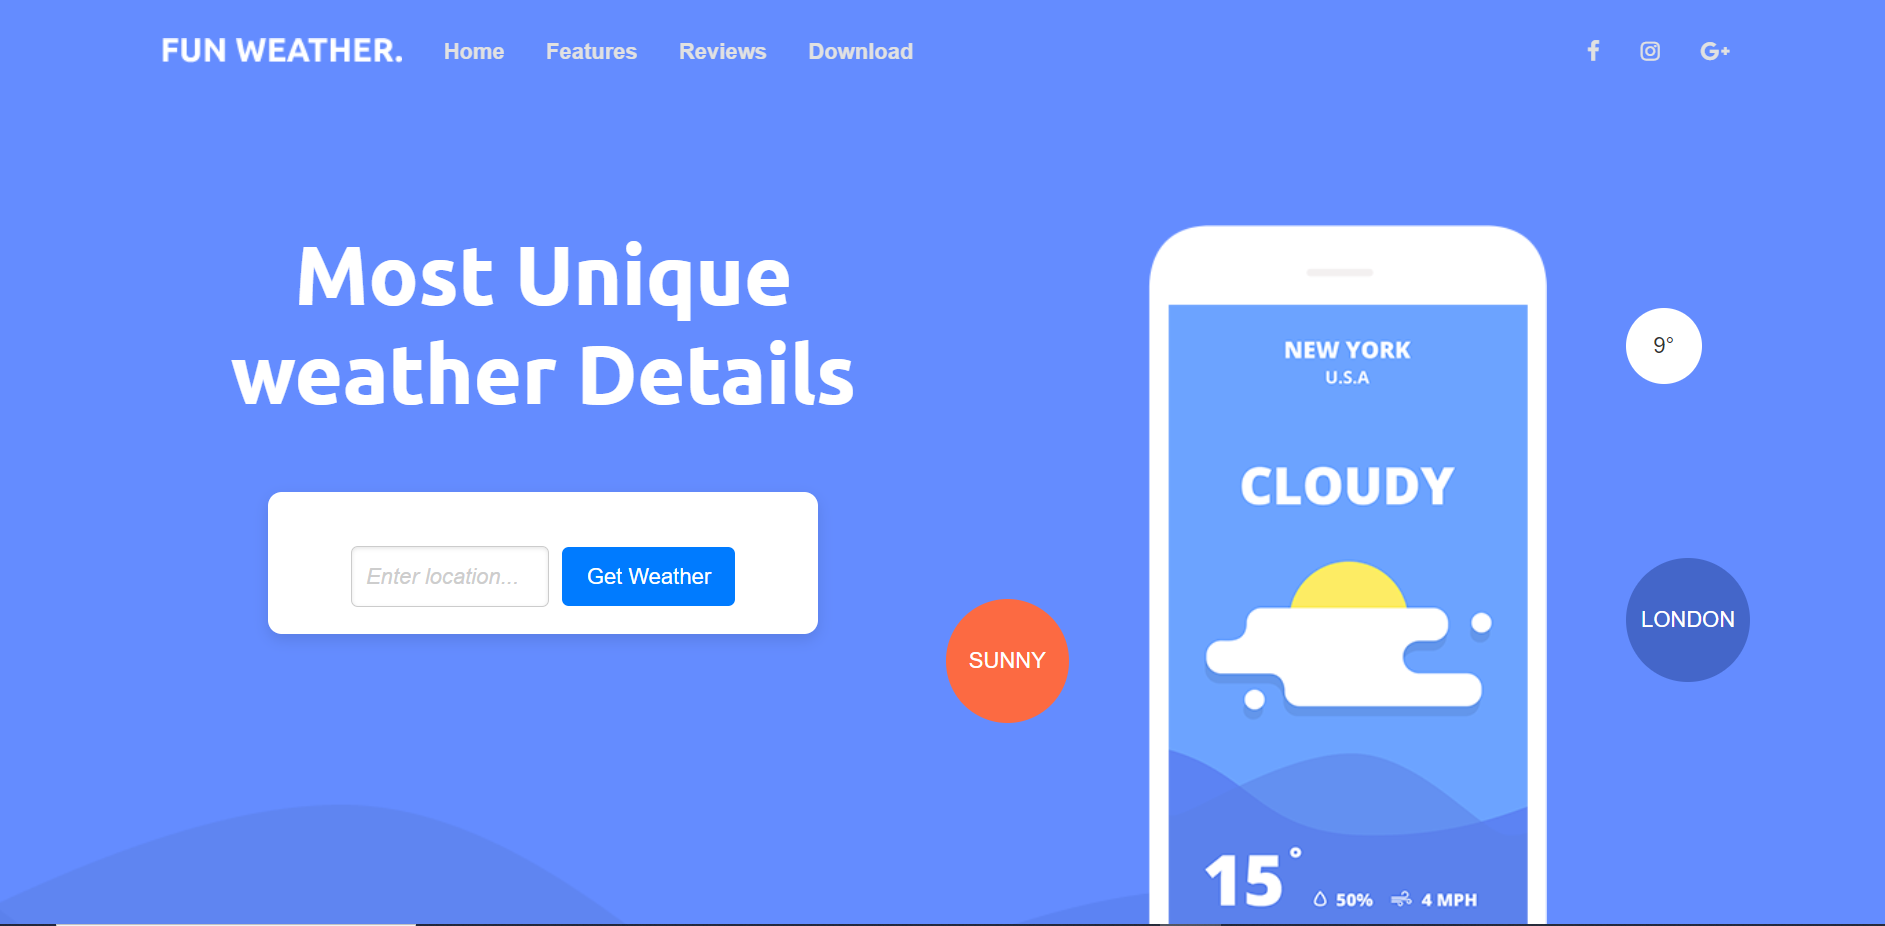 FUN WEATHER.
Home
Features
Reviews
Download
G+
Most Unique
weather Details
Enter location...
Get Weather
SUNNY
NEW YORK
U.S.A
CLOUDY
15°
50%
4 MPH
9°
LONDON